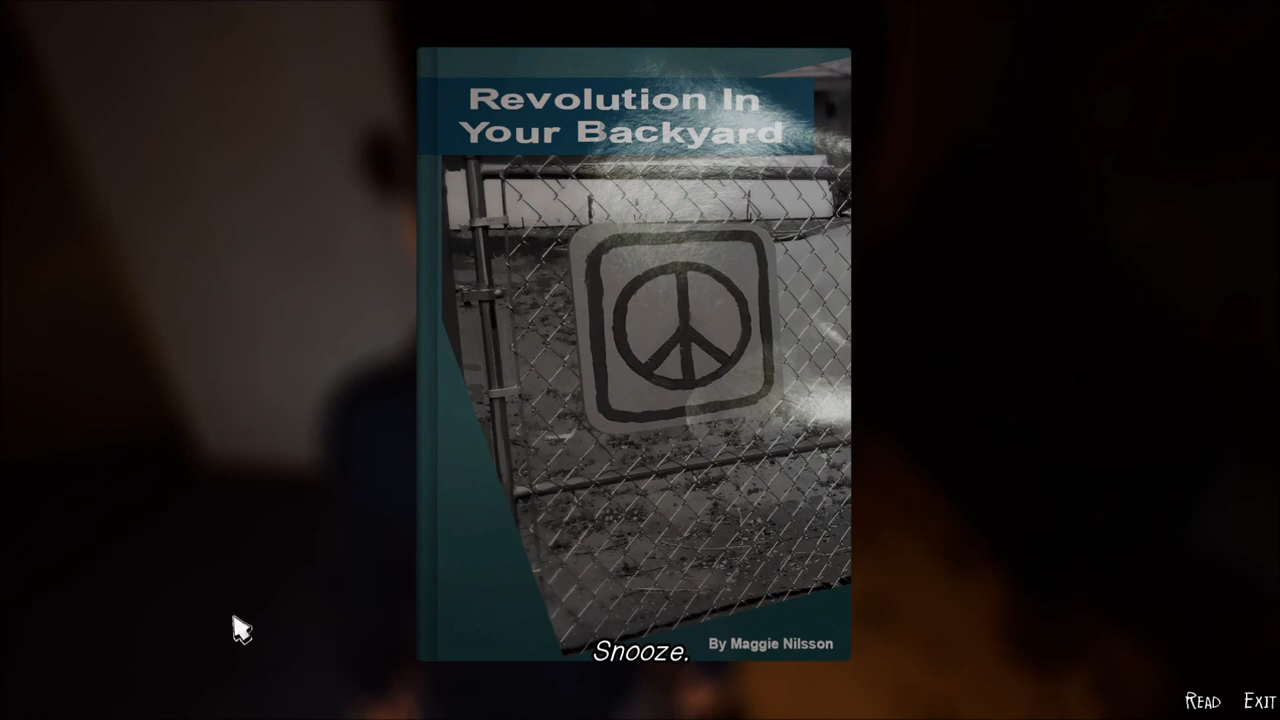 Revolution In
Your Backyard
By Maggie Nilsson
Snooze.
READ EXIT